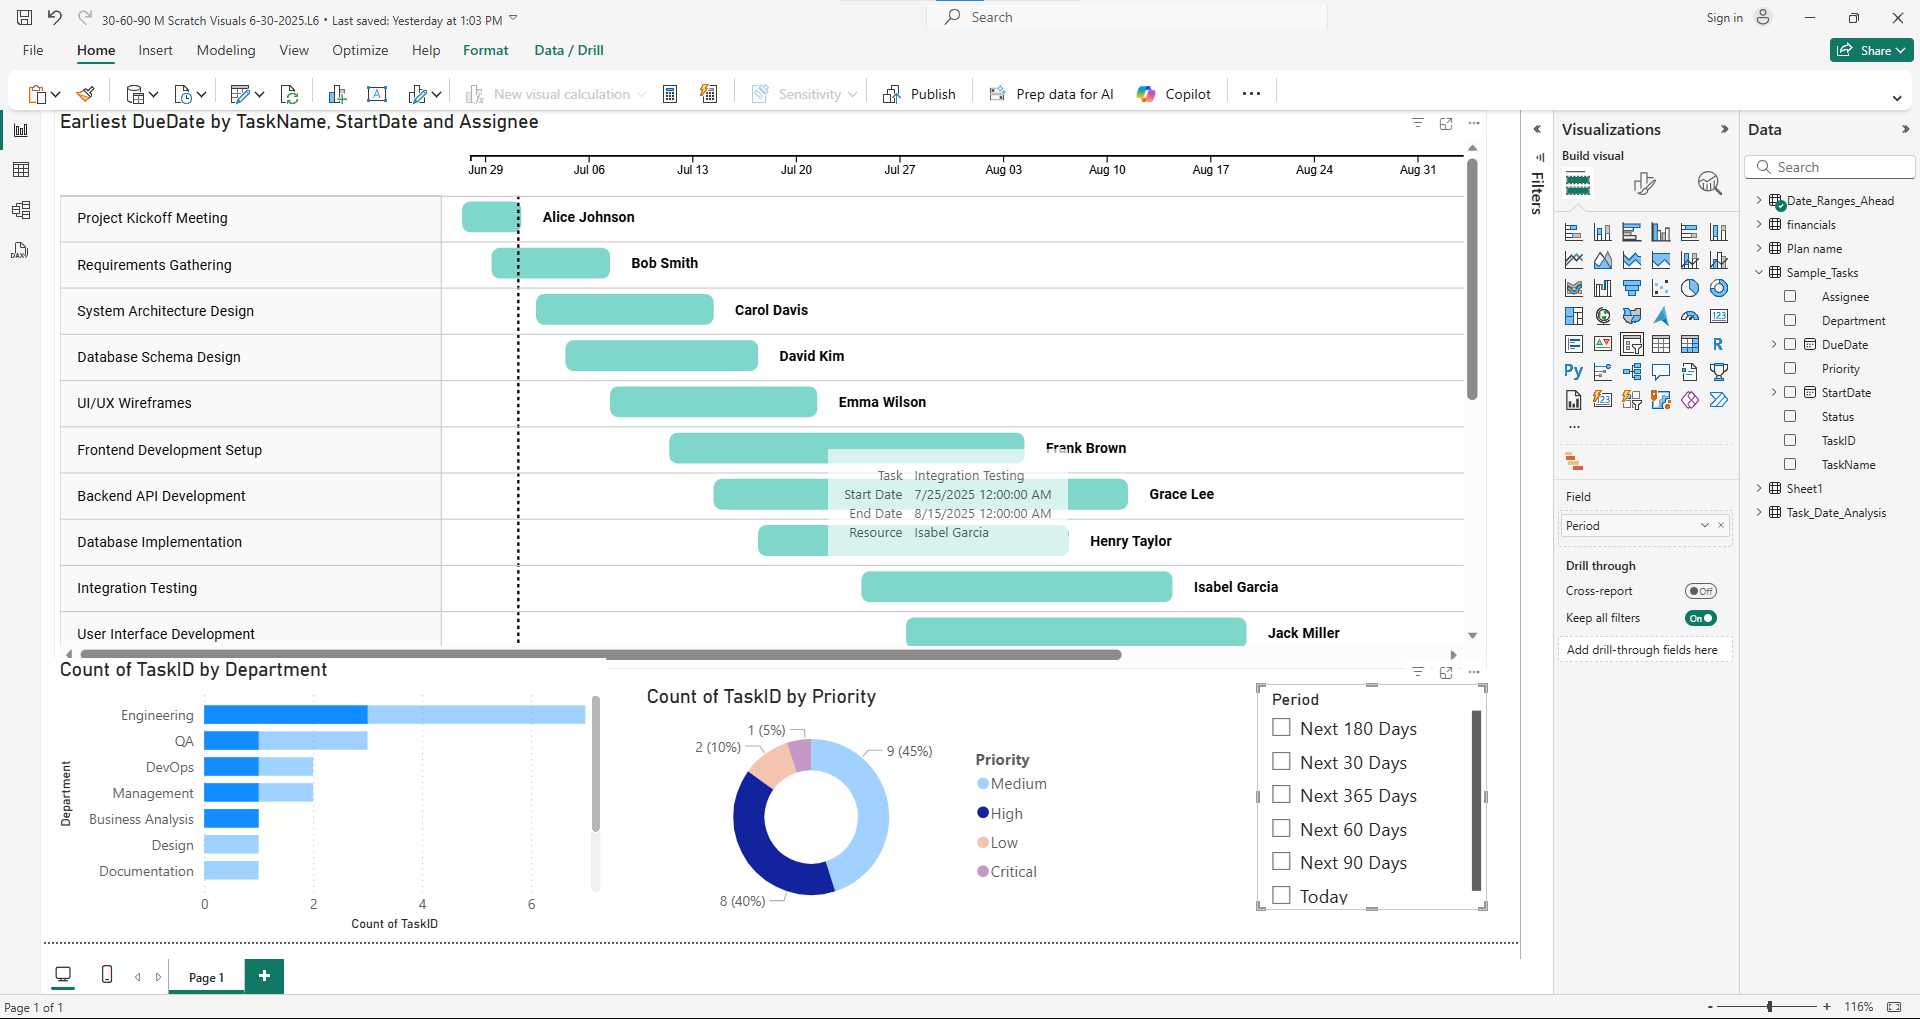 30-60-90 M Scratch Visuals 6-30-2025.L6 • Last saved: Yesterday at 1:03 PM
Search
Sign in
File
Home
Insert
Modeling
View
Optimize
Help
Format
Data / Drill
Share
New visual calculation
Sensitivity
Publish
Prep data for AI
Copilot
Earliest DueDate by TaskName, StartDate and Assignee
Jun 29
Jul 06
Jul 13
Jul 20
Jul 27
Aug 03
Aug 10
Aug 17
Aug 24
Aug 31
Project Kickoff Meeting
Alice Johnson
Requirements Gathering
Bob Smith
System Architecture Design
Carol Davis
Database Schema Design
David Kim
UI/UX Wireframes
Emma Wilson
Frontend Development Setup
Frank Brown
Backend API Development
Grace Lee
Database Implementation
Henry Taylor
Integration Testing
Isabel Garcia
User Interface Development
Jack Miller
Task Integration Testing
Start Date 7/25/2025 12:00:00 AM
End Date 8/15/2025 12:00:00 AM
Resource Isabel Garcia
Count of TaskID by Department
Department
Engineering
QA
DevOps
Management
Business Analysis
Design
Documentation
0
2
4
6
Count of TaskID
Count of TaskID by Priority
1 (5%)
2 (10%)
9 (45%)
8 (40%)
Priority
Medium
High
Low
Critical
Period
Next 180 Days
Next 30 Days
Next 365 Days
Next 60 Days
Next 90 Days
Today
Filters
Visualizations
Build visual
123
R
Py
123
Field
Period
Drill through
Cross-report
Off
Keep all filters
On
Add drill-through fields here
Data
Search
Date_Ranges_Ahead
financials
Plan name
Sample_Tasks
Assignee
Department
DueDate
Priority
StartDate
Status
TaskID
TaskName
Sheet1
Task_Date_Analysis
DAX
Page 1
+
Page 1 of 1
- + 116%